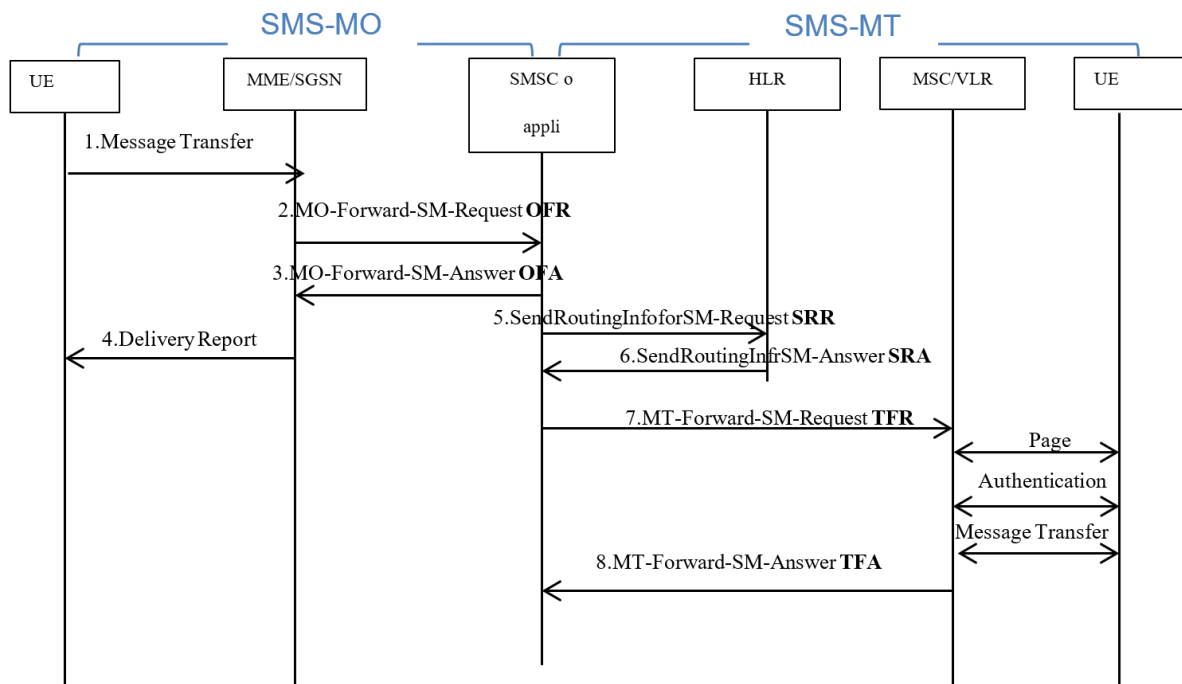 SMS-MO
SMS-MT
UE
MME/SGSN
SMSC o
appli
HLR
MSC/VLR
UE
1.Message Transfer
2.MO-Forward-SM-Request OFR
3.MO-Forward-SM-Answer OFA
5.SendRoutingInfoforSM-Request SRR
4.Delivery Report
6.SendRoutingInfrSM-Answer SRA
7.MT-Forward-SM-Request TFR
Page
Authentication
Message Transfer
8.MT-Forward-SM-Answer TFA